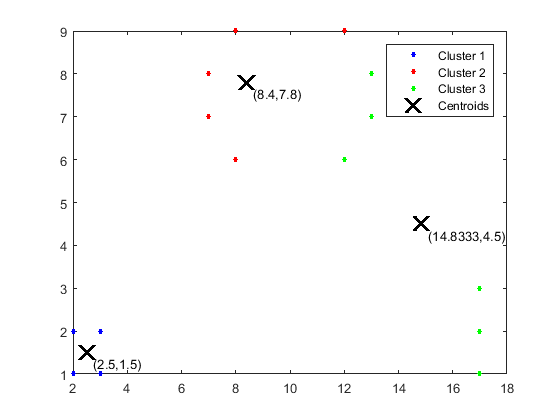 9
8
7
6
5
4
3
2
1
2 4 6 8 10 12 14 16 18
Cluster 1
Cluster 2
Cluster 3
Centroids
(8.4,7.8)
(14.8333,4.5)
(2.5,1.5)